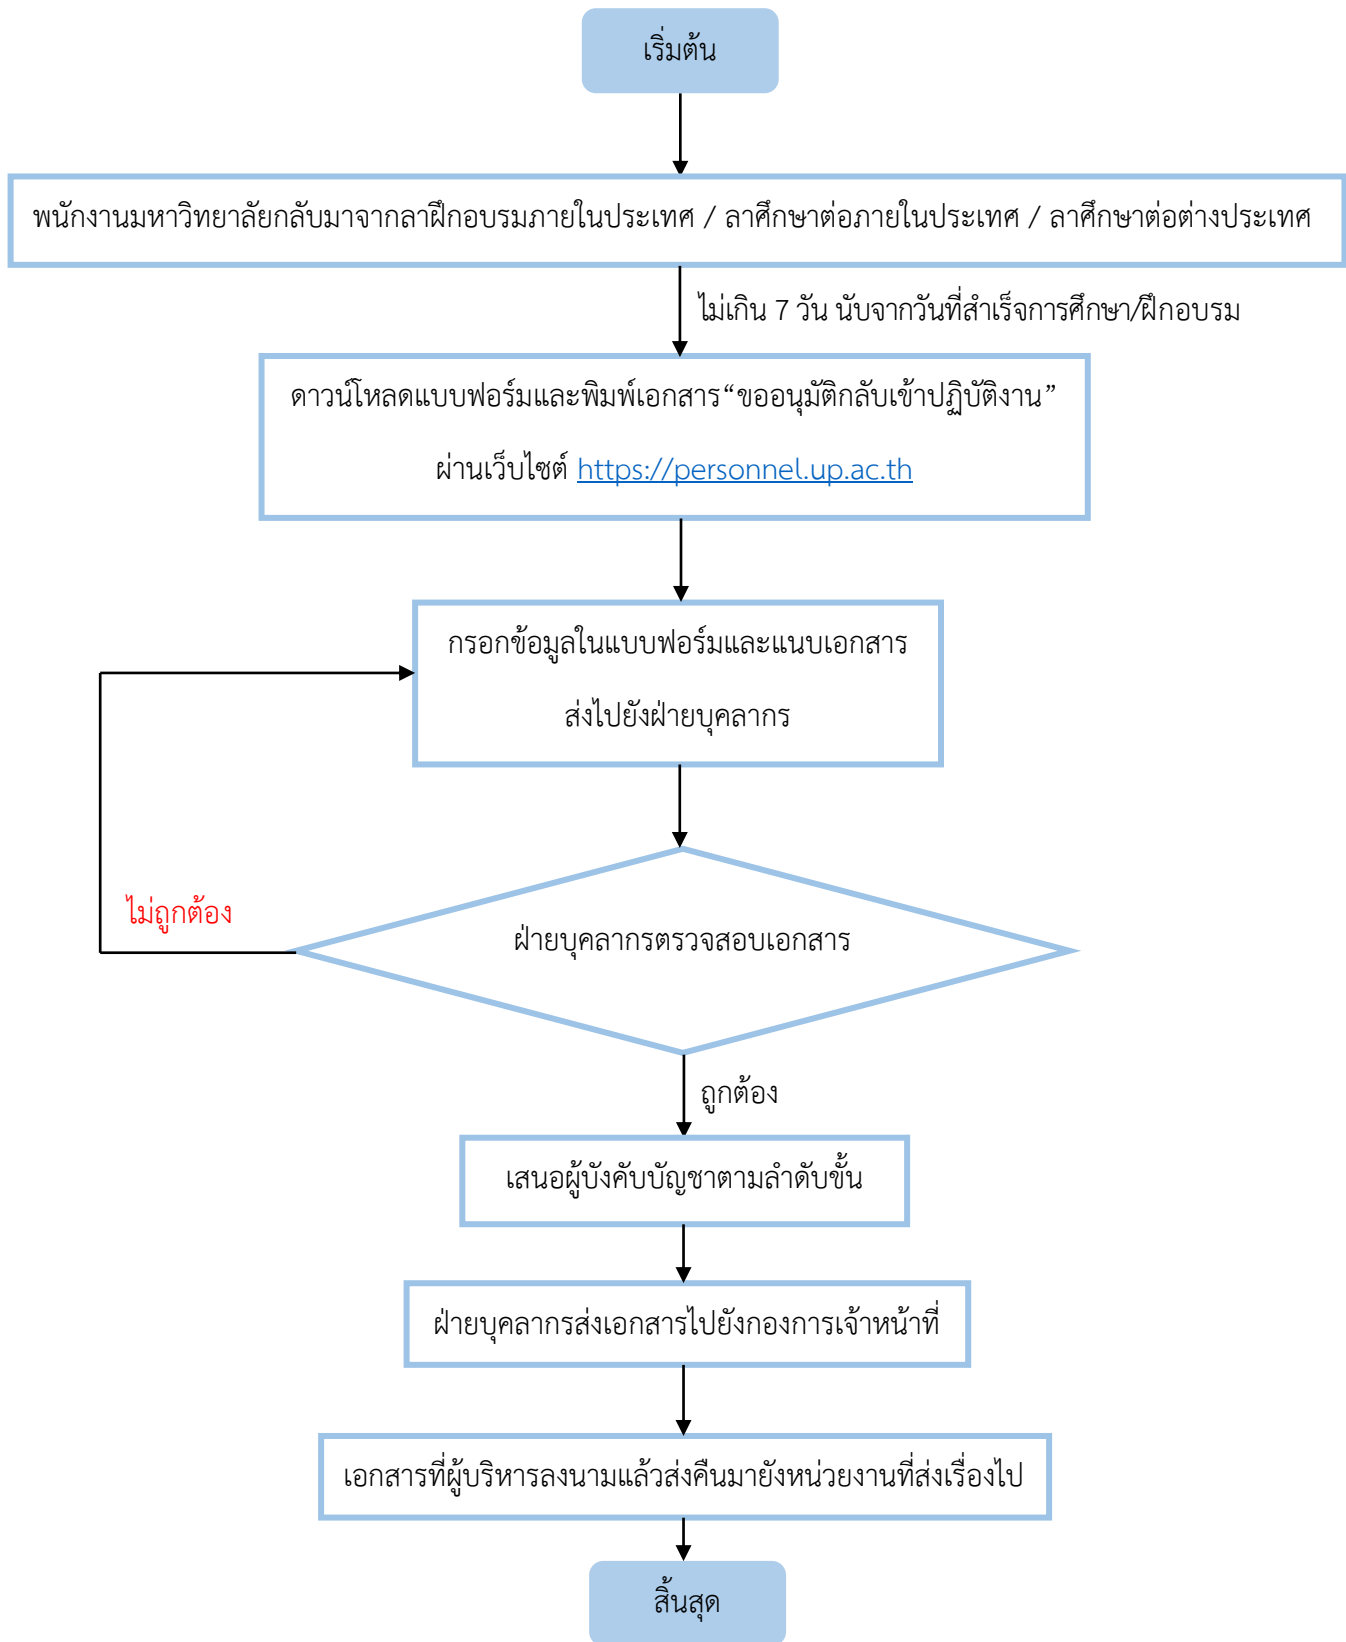 เริ่มต้น
พนักงานมหาวิทยาลัยกลับมาจากลาฝึกอบรมภายในประเทศ / ลาศึกษาต่อภายในประเทศ / ลาศึกษาต่อต่างประเทศ
ไม่เกิน 7 วัน นับจากวันที่สำเร็จการศึกษา/ฝึกอบรม
ดาวน์โหลดแบบฟอร์มและพิมพ์เอกสาร“ขออนุมัติกลับเข้าปฏิบัติงาน”
ผ่านเว็บไซต์ https://personnel.up.ac.th
กรอกข้อมูลในแบบฟอร์มและแนบเอกสาร
ส่งไปยังฝ่ายบุคลากร
ไม่ถูกต้อง
ฝ่ายบุคลากรตรวจสอบเอกสาร
ถูกต้อง
เสนอผู้บังคับบัญชาตามลำดับขั้น
ฝ่ายบุคลากรส่งเอกสารไปยังกองการเจ้าหน้าที่
เอกสารที่ผู้บริหารลงนามแล้วส่งคืนมายังหน่วยงานที่ส่งเรื่องไป
สิ้นสุด